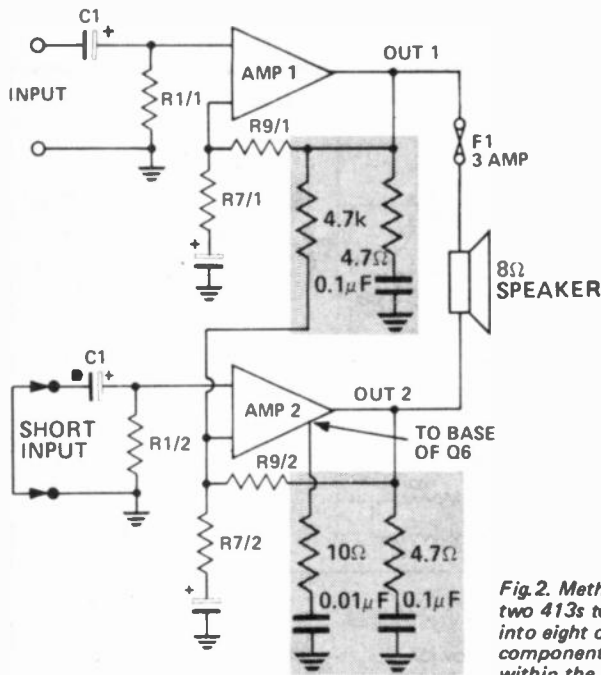 C1
+
INPUT
R1/1
AMP 1
OUT 1
R9/1
R7/1
+
4.7k
4.7Ω
0.1µF
F1
3 AMP
8Ω
SPEAKER
C1
+
SHORT
INPUT
R1/2
AMP 2
OUT 2
TO BASE
OF Q6
R9/2
R7/2
+
10Ω
4.7Ω
0.01µF
0.1µF
Fig.2. Meth
two 413s t
into eight o
component
within the